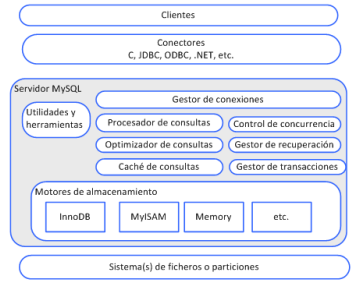 Clientes
Conectores
C, JDBC, ODBC, .NET, etc.
Servidor MySQL
Gestor de conexiones
Utilidades y
herramientas
Procesador de consultas
Control de concurrencia
Optimizador de consultas
Gestor de recuperación
Caché de consultas
Gestor de transacciones
Motores de almacenamiento
InnoDB
MyISAM
Memory
etc.
Sistema(s) de ficheros o particiones